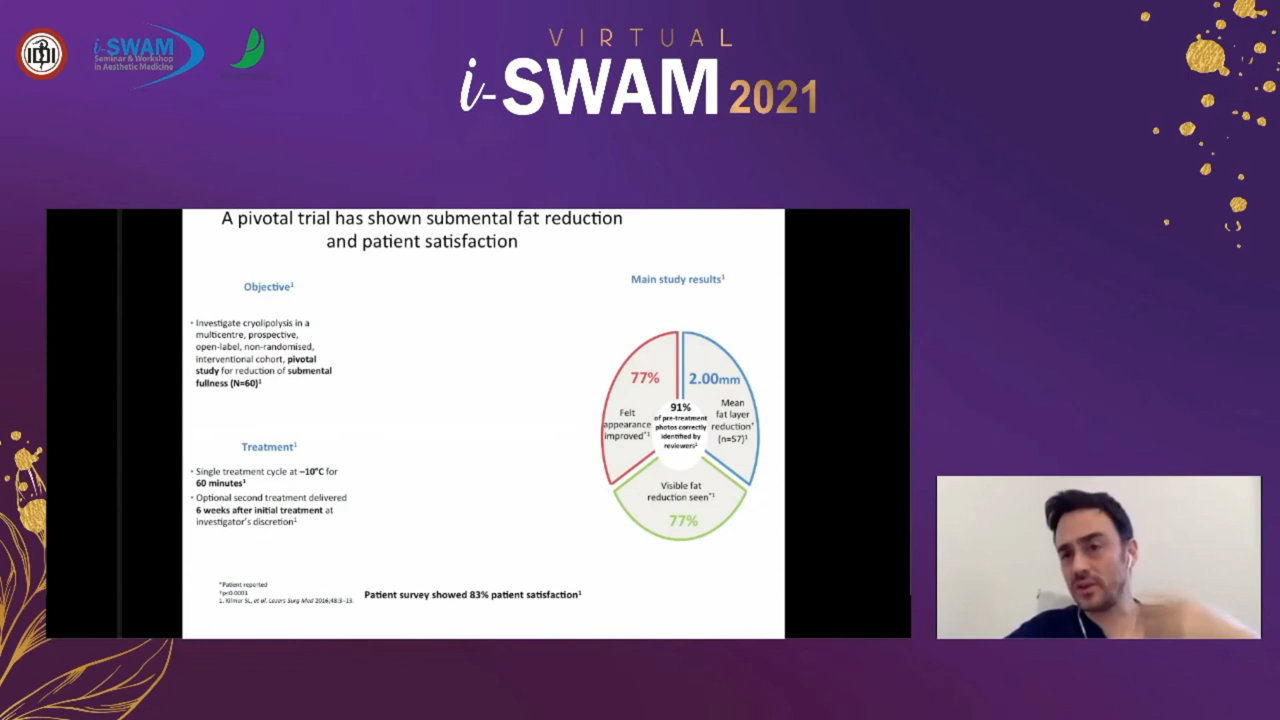 i-SWAM
Seminar & Workshop
in Aesthetic Medicine
VIRTUAL
i-SWAM 2021
A pivotal trial has shown submental fat reduction
and patient satisfaction
Objective¹
• Investigate cryolipolysis in a
multicentre, prospective,
open-label, non-randomised,
interventional cohort, pivotal
study for reduction of submental
fullness (N=60)¹
Treatment¹
• Single treatment cycle at –10°C for
60 minutes¹
• Optional second treatment delivered
6 weeks after initial treatment at
investigator's discretion¹
Main study results¹
77%
Felt
appearance
improved*¹
2.00mm
Mean
fat layer
reduction†
(n=57)¹
91%
of pre-treatment
photos correctly
identified by
reviewers¹
Visible fat
reduction seen*¹
77%
*Patient reported
†p<0.0001
1. Kilmer SL, et al. Lasers Surg Med 2016;48:3–13.
Patient survey showed 83% patient satisfaction¹